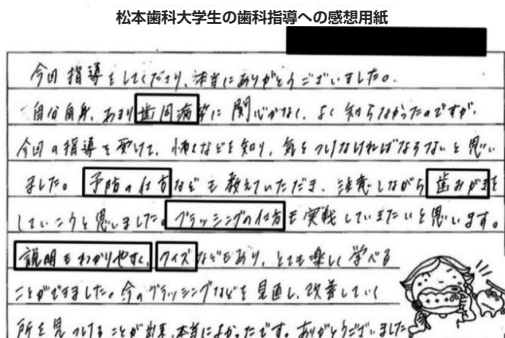 松本歯科大学生の歯科指導への感想用紙
今回指導をしてくださり、本当にありがとうございました。
自分自身、あまり歯周病等に関心がなく、よく知らなかったのですが、
今回の指導を受けて、怖さなどを知り、気をつけなければならないと思い
ました。予防の仕方なども教えていただき、注意しながら歯みがきを
していこうと思いました。ブラッシングの仕方も実践していきたいと思います。
説明もわかりやすく、クイズなどもあり、とても楽しく学べる
ことができました。今のブラッシングなどを見直し、改善していく
所を見つけることが出来、本当によかったです。ありがとうございました